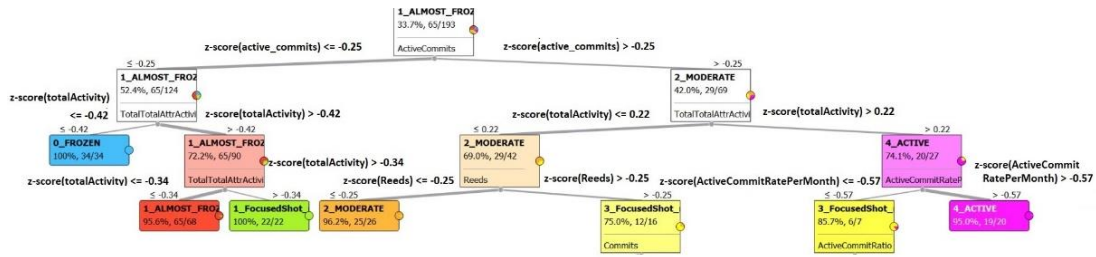 1_ALMOST_FROZ
33.7%, 65/193
ActiveCommits
z-score(active_commits) <= -0.25
z-score(active_commits) > -0.25
≤ -0.25
> -0.25
1_ALMOST_FROZ
52.4%, 65/124
TotalTotalAttrActivi
2_MODERATE
42.0%, 29/69
TotalTotalAttrActivi
z-score(totalActivity)
<= -0.42
z-score(totalActivity) > -0.42
z-score(totalActivity) <= 0.22
z-score(totalActivity) > 0.22
≤ -0.42
> -0.42
≤ 0.22
> 0.22
0_FROZEN
100%, 34/34
1_ALMOST_FROZ
72.2%, 65/90
TotalTotalAttrActivi
2_MODERATE
69.0%, 29/42
Reeds
4_ACTIVE
74.1%, 20/27
ActiveCommitRateP
z-score(totalActivity) <= -0.34
z-score(totalActivity) > -0.34
z-score(Reeds) <= -0.25
z-score(Reeds) > -0.25
z-score(ActiveCommitRatePerMonth) <= -0.57
z-score(ActiveCommit
RatePerMonth) > -0.57
≤ -0.34
> -0.34
≤ -0.25
> -0.25
≤ -0.57
> -0.57
1_ALMOST_FROZ
95.6%, 65/68
1_FocusedShot_
100%, 22/22
2_MODERATE
96.2%, 25/26
3_FocusedShot_
75.0%, 12/16
Commits
3_FocusedShot_
85.7%, 6/7
ActiveCommitRatio
4_ACTIVE
95.0%, 19/20